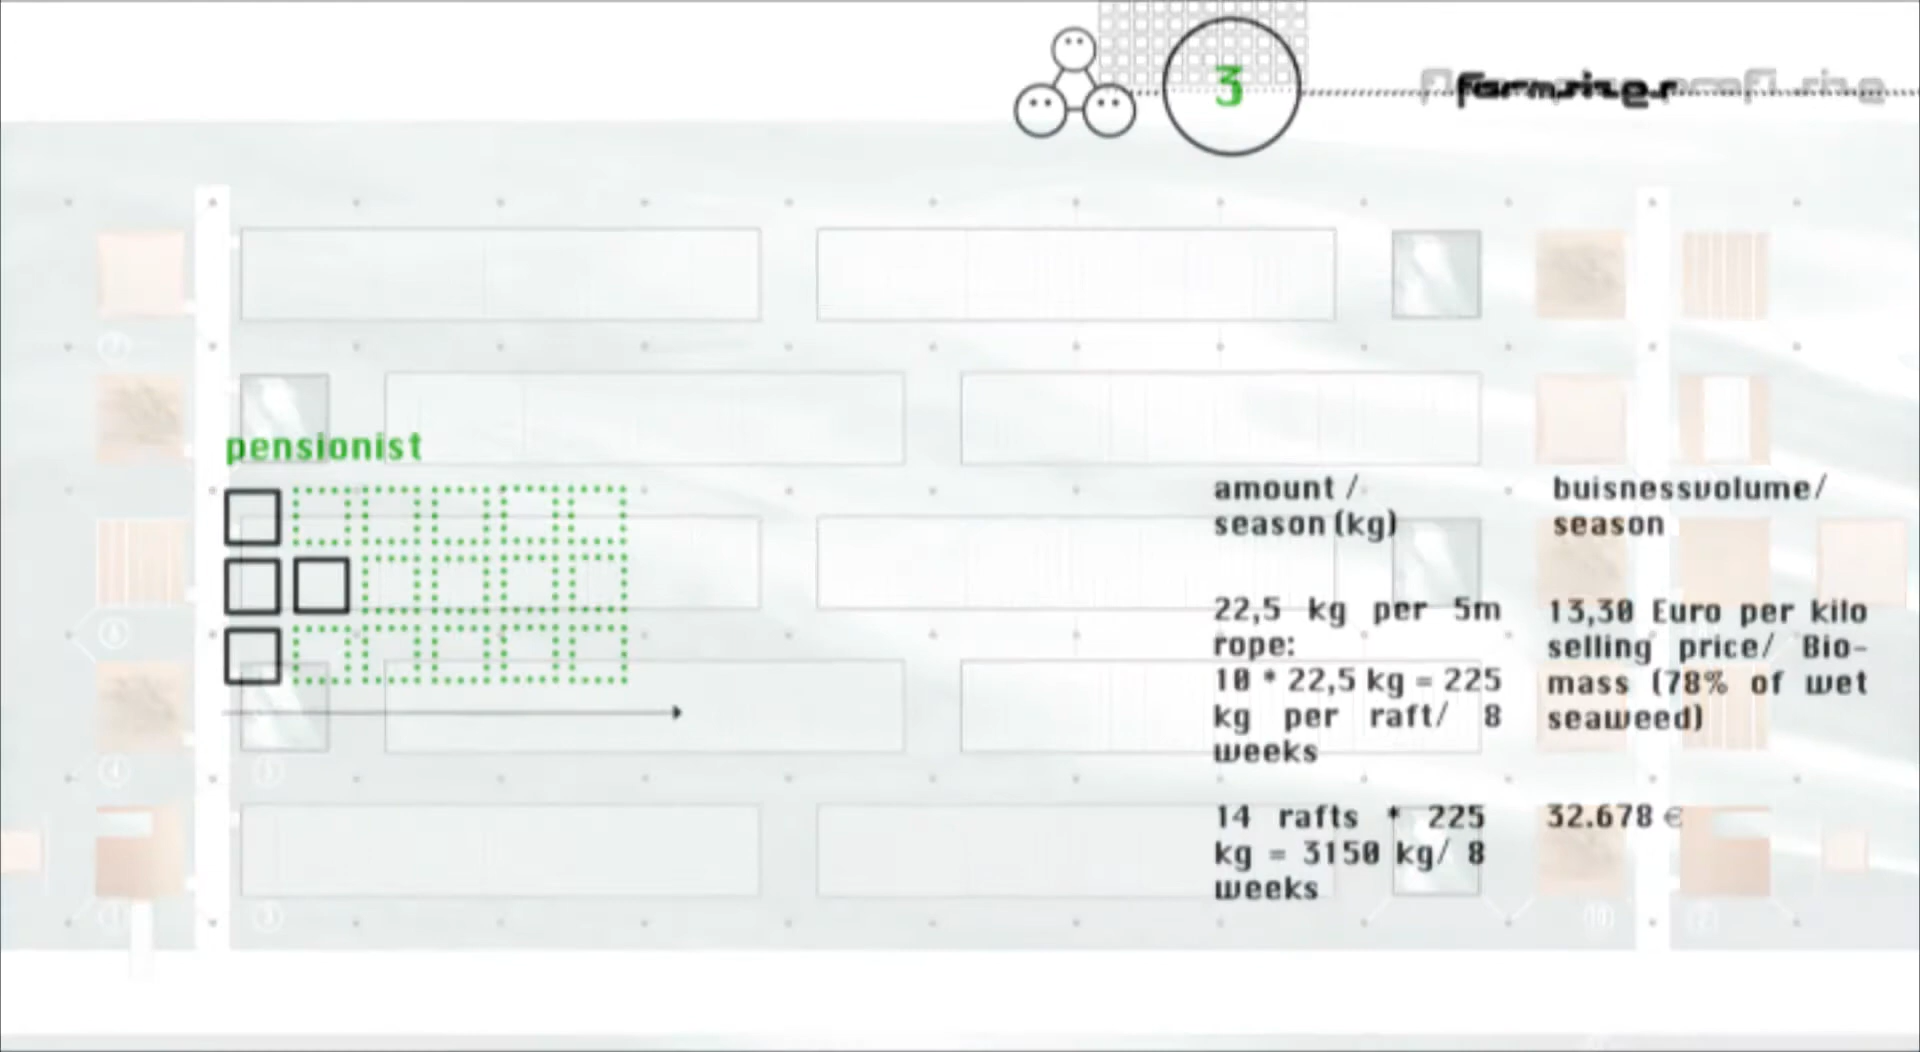 3
farmsizes
pensionist
amount /
season (kg)
buisnessvolume/
season
22,5 kg per 5m
rope:
10 * 22,5 kg = 225
kg per raft/ 8
weeks
13,30 Euro per kilo
selling price/ Bio-
mass (78% of wet
seaweed)
14 rafts * 225
kg = 3150 kg/ 8
weeks
32.678 €